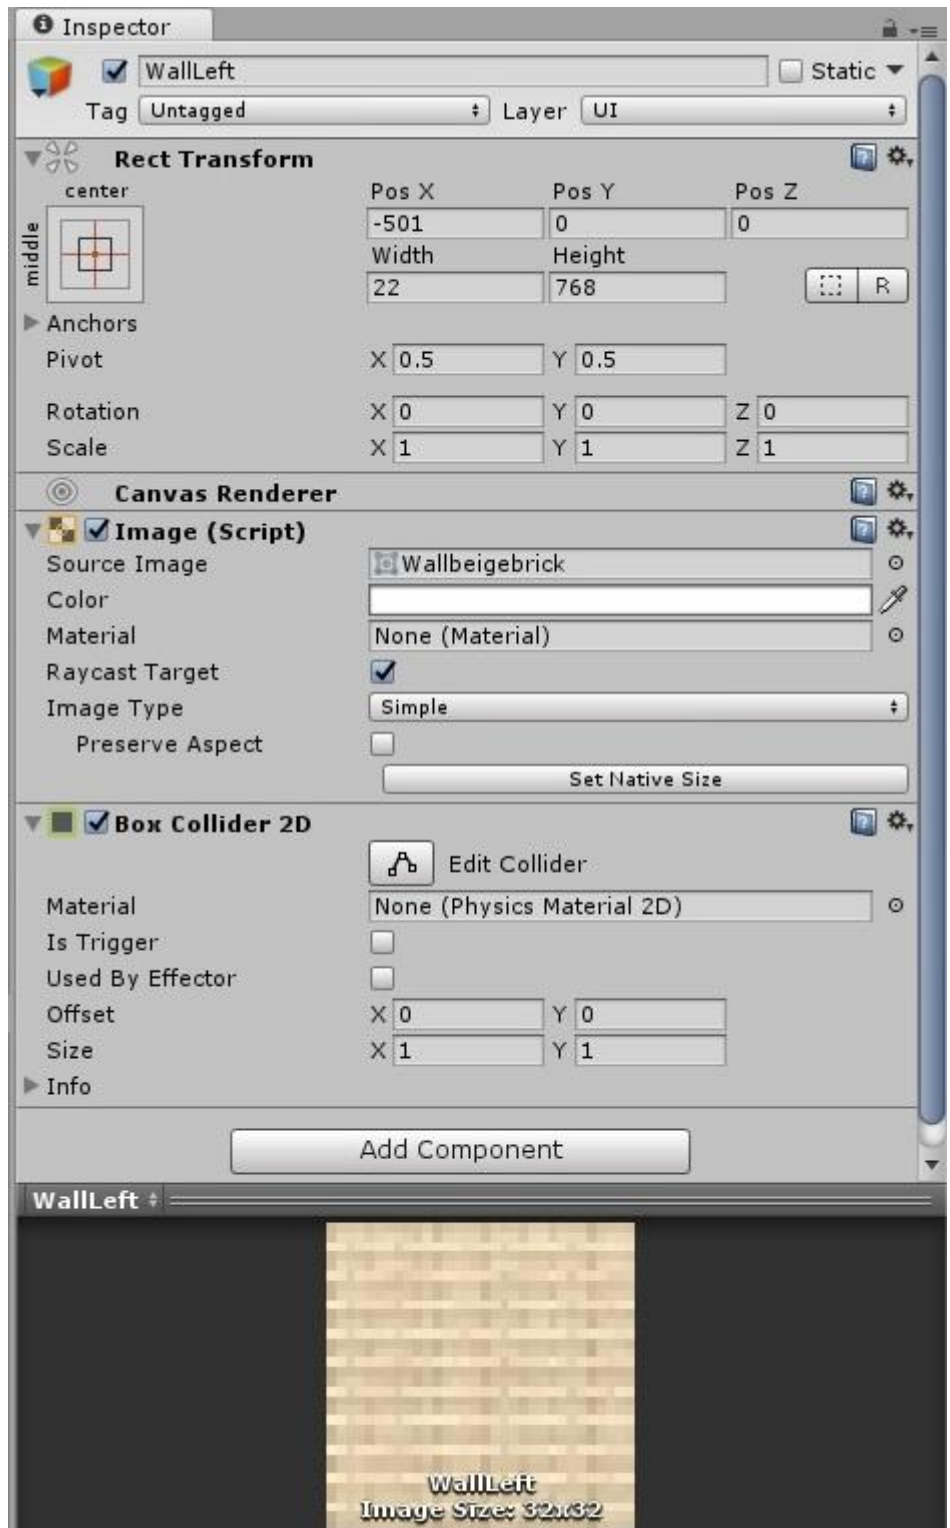 Inspector
WallLeft Static
Tag Untagged Layer UI
Rect Transform
center Pos X Pos Y Pos Z
middle -501 0 0
Width Height
22 768 R
Anchors
Pivot X 0.5 Y 0.5
Rotation X 0 Y 0 Z 0
Scale X 1 Y 1 Z 1
Canvas Renderer
Image (Script)
Source Image Wallbeigebrick
Color
Material None (Material)
Raycast Target
Image Type Simple
Preserve Aspect
Set Native Size
Box Collider 2D
Edit Collider
Material None (Physics Material 2D)
Is Trigger
Used By Effector
Offset X 0 Y 0
Size X 1 Y 1
Info
Add Component
WallLeft
WallLeft
Image Size: 32x32